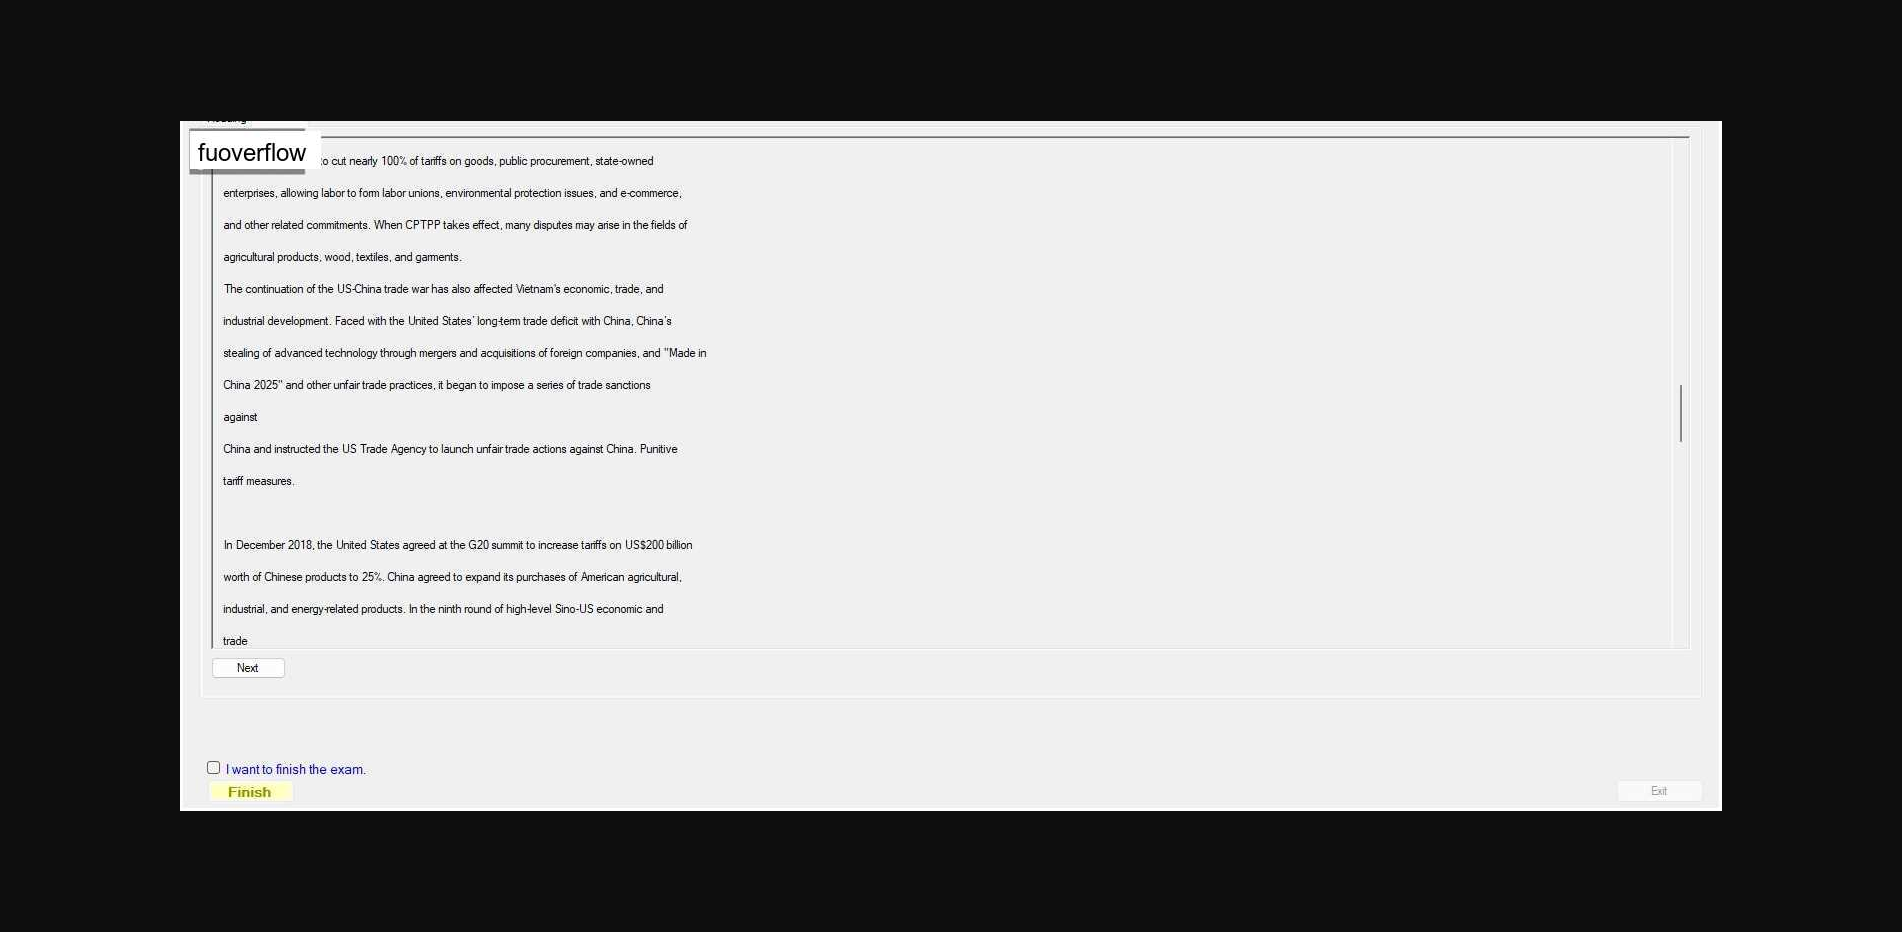 fuoverflow
to cut nearly 100% of tariffs on goods, public procurement, state-owned
enterprises, allowing labor to form labor unions, environmental protection issues, and e-commerce,
and other related commitments. When CPTPP takes effect, many disputes may arise in the fields of
agricultural products, wood, textiles, and garments.
The continuation of the US-China trade war has also affected Vietnam's economic, trade, and
industrial development. Faced with the United States' long-term trade deficit with China, China's
stealing of advanced technology through mergers and acquisitions of foreign companies, and "Made in
China 2025" and other unfair trade practices, it began to impose a series of trade sanctions
against
China and instructed the US Trade Agency to launch unfair trade actions against China. Punitive
tariff measures.
In December 2018, the United States agreed at the G20 summit to increase tariffs on US$200 billion
worth of Chinese products to 25%. China agreed to expand its purchases of American agricultural,
industrial, and energy-related products. In the ninth round of high-level Sino-US economic and
trade
Next
I want to finish the exam.
Finish
Exit